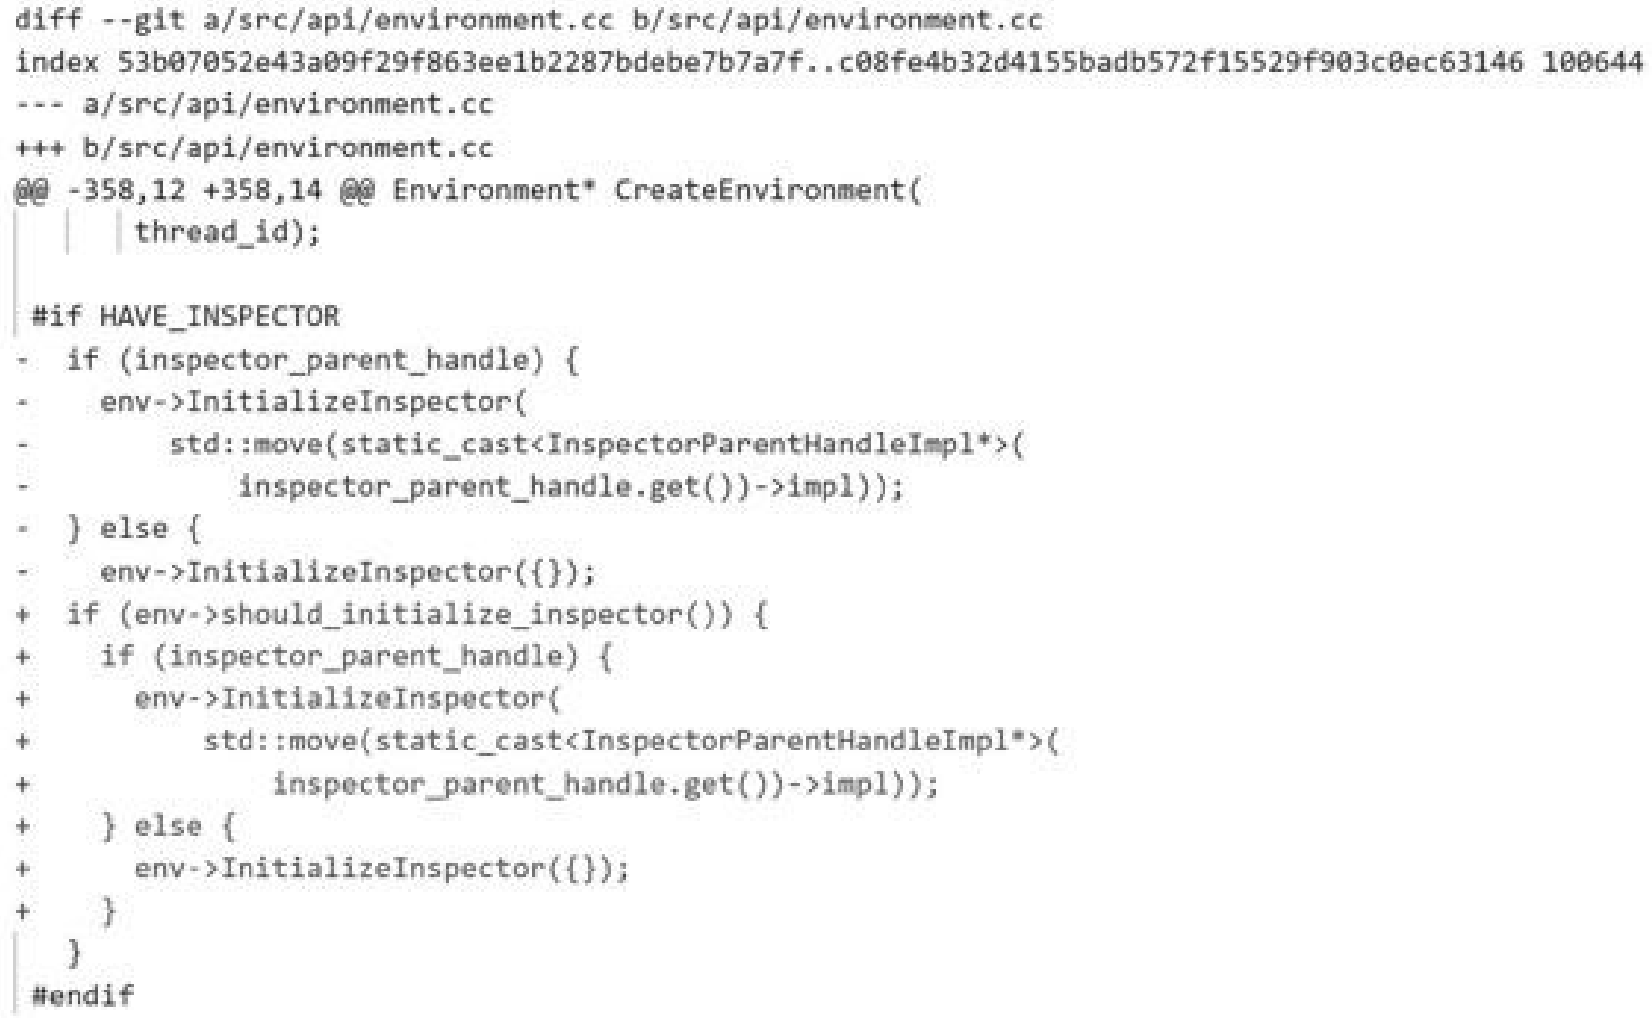 diff --git a/src/api/environment.cc b/src/api/environment.cc
index 53b07052e43a09f29f863ee1b2287bdebe7b7a7f..c08fe4b32d4155badb572f15529f903c0ec63146 100644
--- a/src/api/environment.cc
+++ b/src/api/environment.cc
@@ -358,12 +358,14 @@ Environment* CreateEnvironment(
       thread_id);

 #if HAVE_INSPECTOR
-  if (inspector_parent_handle) {
-    env->InitializeInspector(
-        std::move(static_cast<InspectorParentHandleImpl*>(
-            inspector_parent_handle.get())->impl));
-  } else {
-    env->InitializeInspector({});
+  if (env->should_initialize_inspector()) {
+    if (inspector_parent_handle) {
+      env->InitializeInspector(
+          std::move(static_cast<InspectorParentHandleImpl*>(
+              inspector_parent_handle.get())->impl));
+    } else {
+      env->InitializeInspector({});
+    }
   }
 #endif